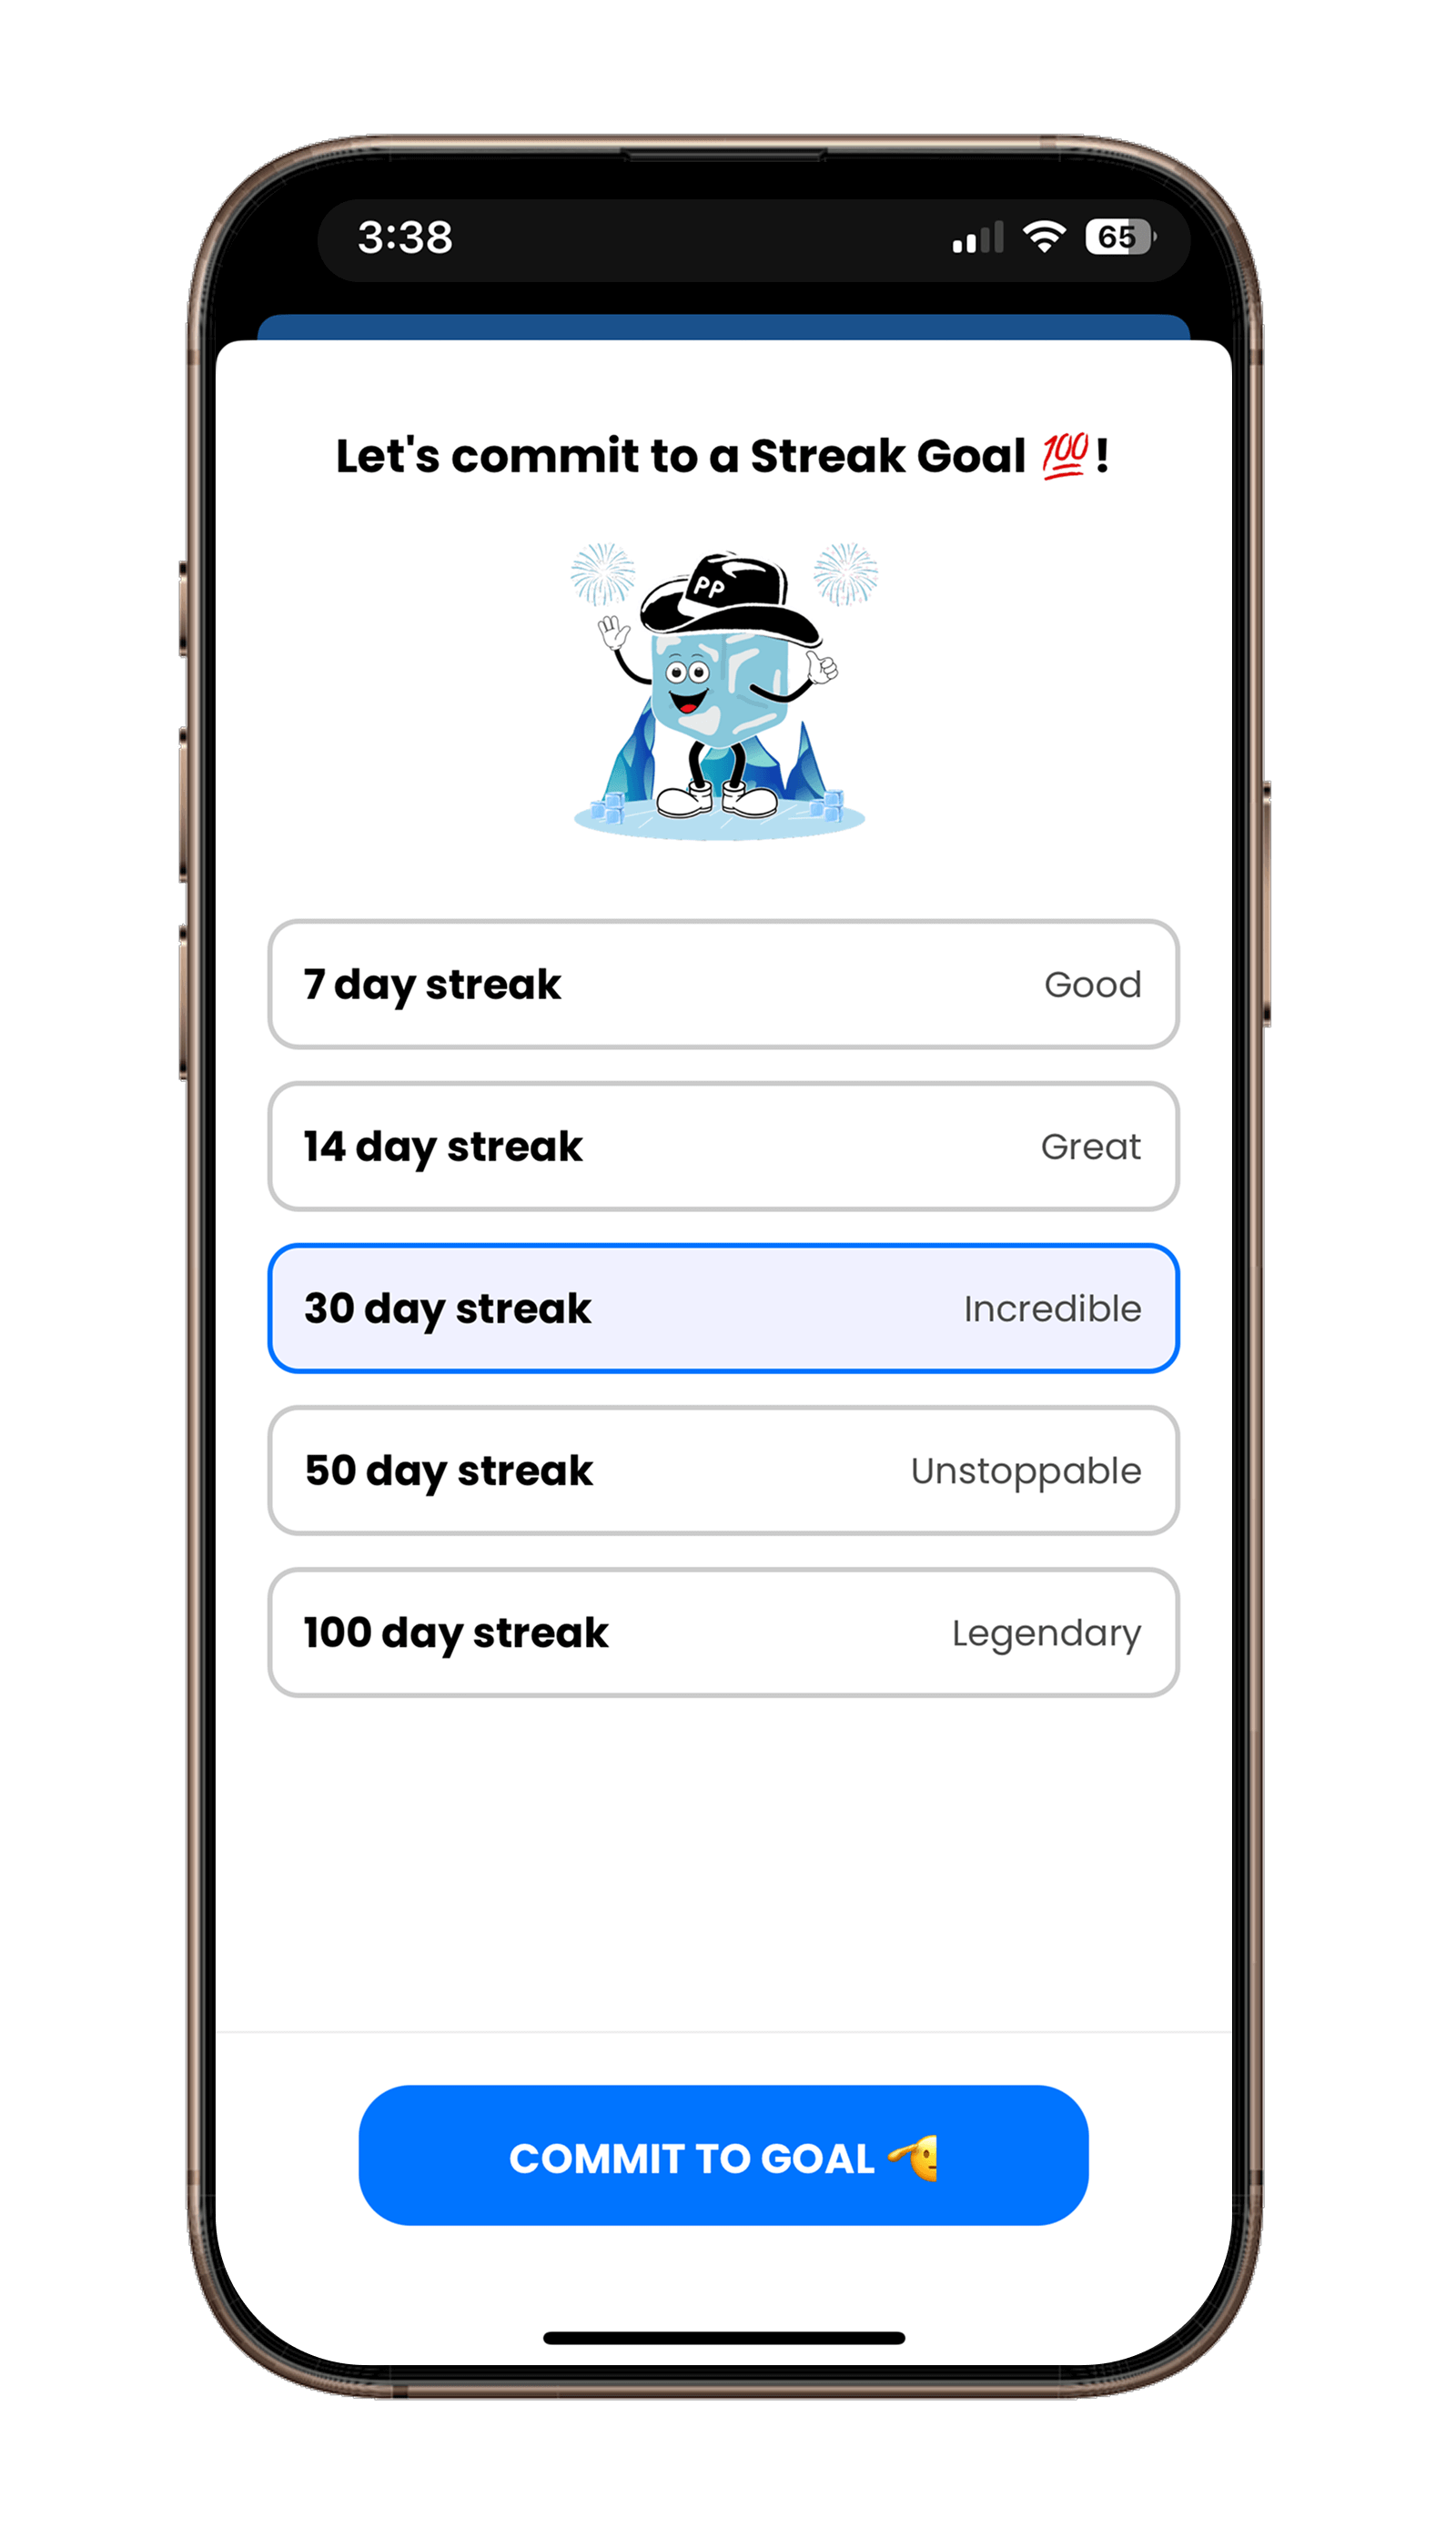 3:38
65
Let's commit to a Streak Goal 💯!
PP
7 day streak Good
14 day streak Great
30 day streak Incredible
50 day streak Unstoppable
100 day streak Legendary
COMMIT TO GOAL